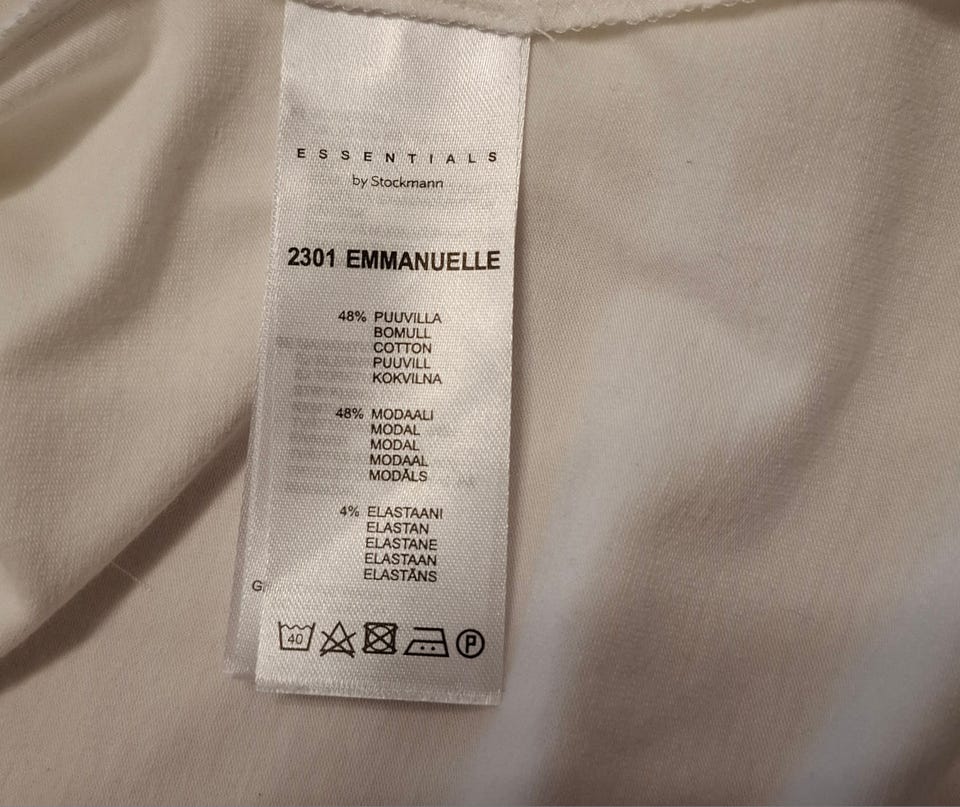 ESSENTIALS
by Stockmann
2301 EMMANUELLE
48% PUUVILLA
BOMULL
COTTON
PUUVILL
KOKVILNA
48% MODAALI
MODAL
MODAL
MODAAL
MODĀLS
4% ELASTAANI
ELASTAN
ELASTANE
ELASTAAN
ELASTĀNS
40 P